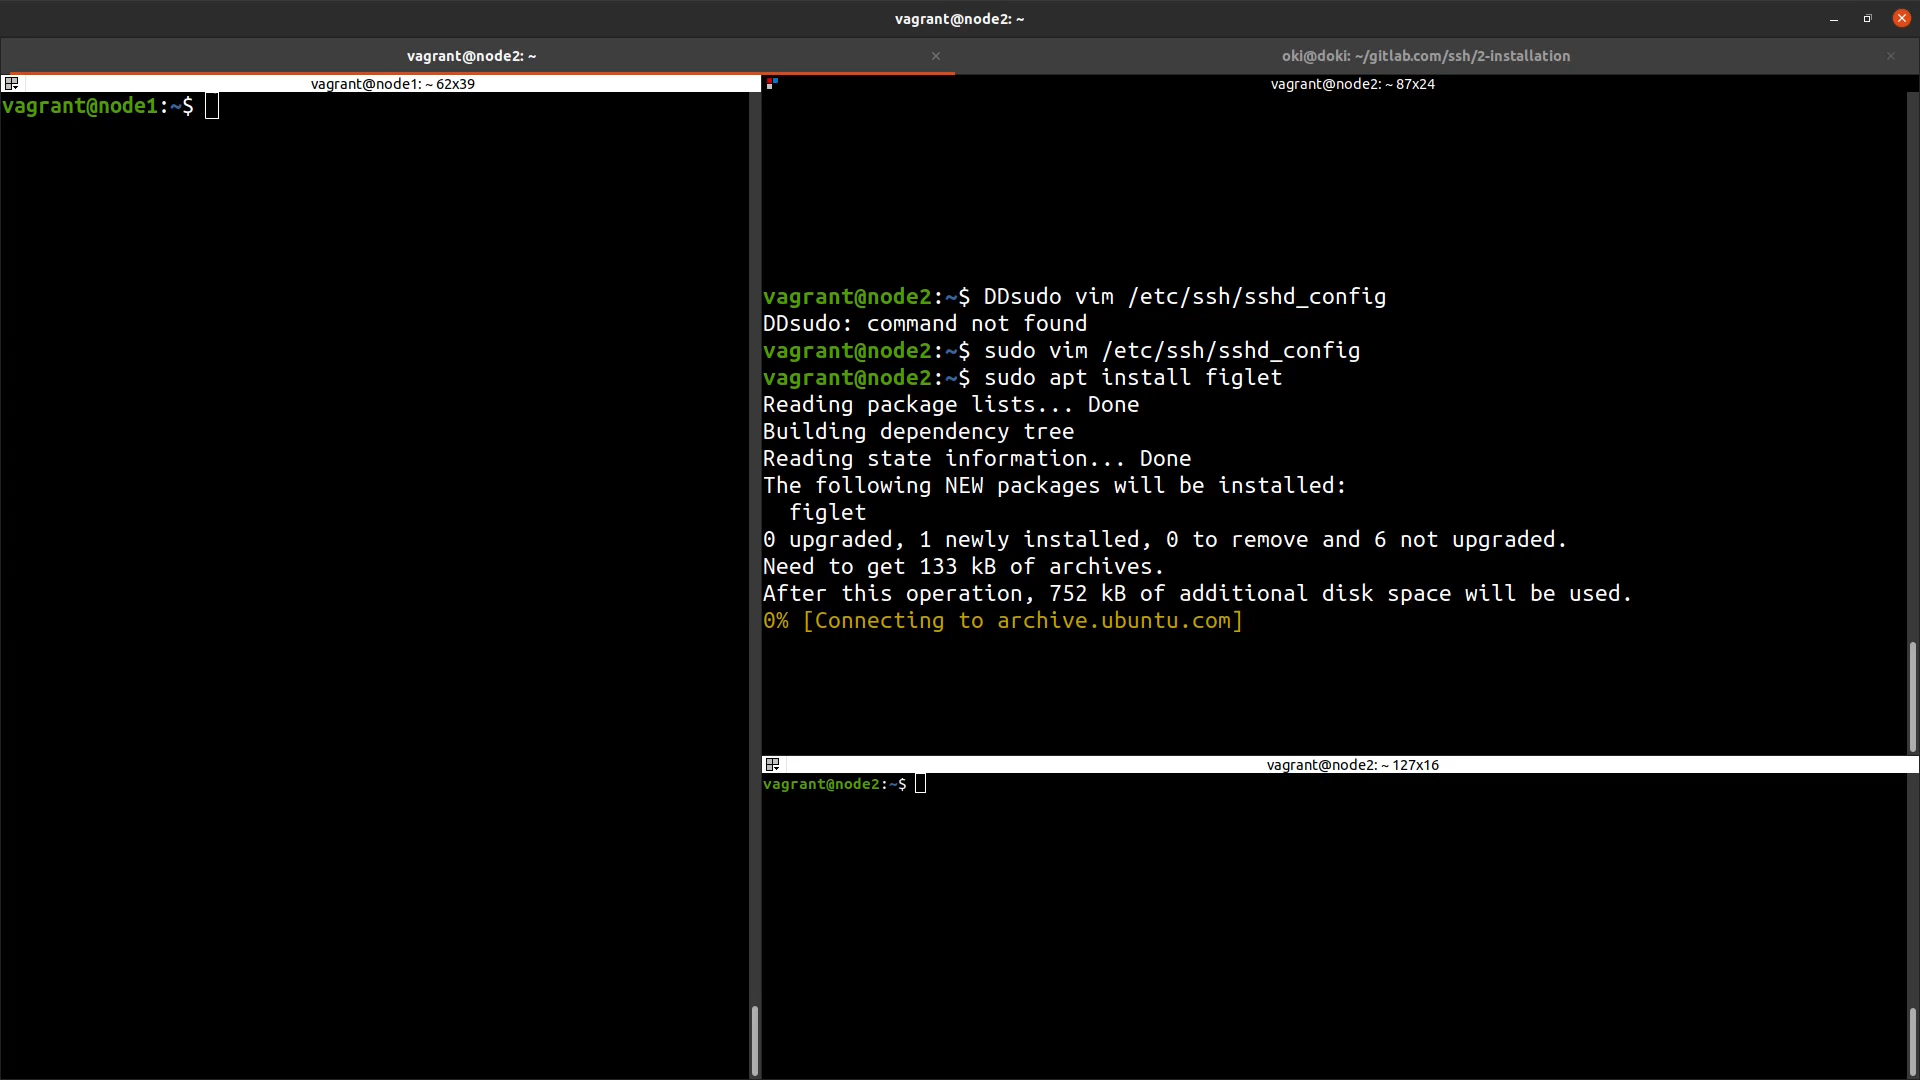 vagrant@node2: ~
vagrant@node2: ~
oki@doki: ~/gitlab.com/ssh/2-installation
vagrant@node1: ~ 62x39
vagrant@node1:~$
vagrant@node2: ~ 87x24
vagrant@node2:~$ DDsudo vim /etc/ssh/sshd_config
DDsudo: command not found
vagrant@node2:~$ sudo vim /etc/ssh/sshd_config
vagrant@node2:~$ sudo apt install figlet
Reading package lists... Done
Building dependency tree
Reading state information... Done
The following NEW packages will be installed:
  figlet
0 upgraded, 1 newly installed, 0 to remove and 6 not upgraded.
Need to get 133 kB of archives.
After this operation, 752 kB of additional disk space will be used.
0% [Connecting to archive.ubuntu.com]
vagrant@node2: ~ 127x16
vagrant@node2:~$